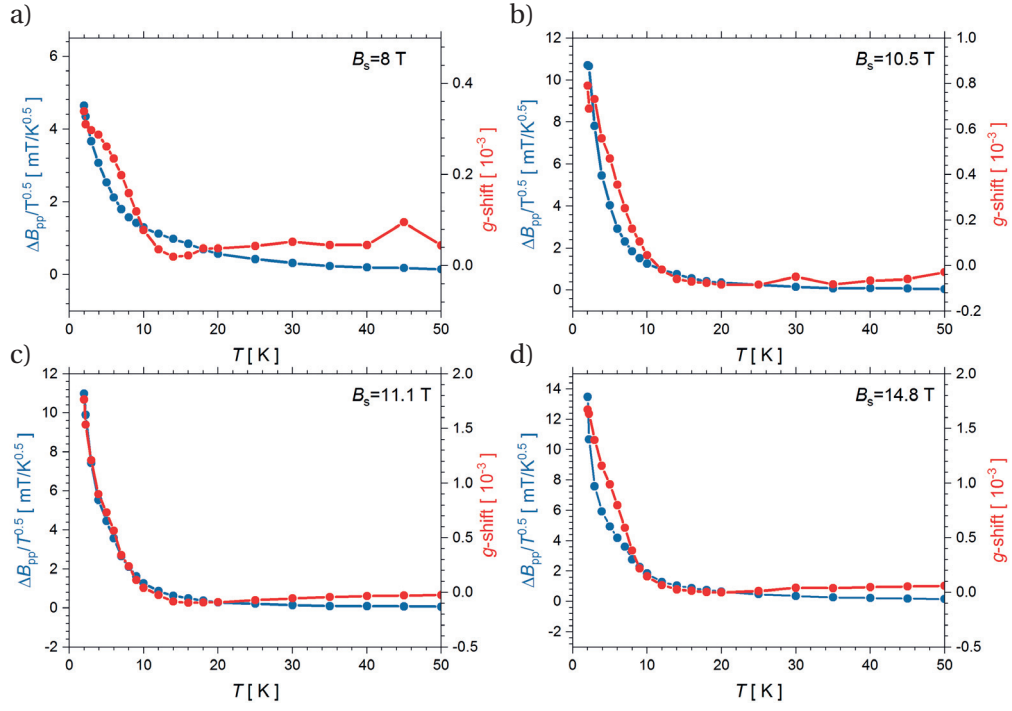 a)
B_s=8 T
ΔB_pp/T^0.5 [ mT/K^0.5]
6
4
2
0
0.4
0.2
0.0
g-shift [ 10^-3]
0 10 20 30 40 50
T [ K]
b)
B_s=10.5 T
ΔB_pp/T^0.5 [ mT/K^0.5]
12
10
8
6
4
2
0
1.0
0.8
0.6
0.4
0.2
0.0
-0.2
g-shift [ 10^-3]
0 10 20 30 40 50
T [ K]
c)
B_s=11.1 T
ΔB_pp/T^0.5 [ mT/K^0.5]
12
10
8
6
4
2
0
-2
2.0
1.5
1.0
0.5
0.0
-0.5
g-shift [ 10^-3]
0 10 20 30 40 50
T [ K]
d)
B_s=14.8 T
ΔB_pp/T^0.5 [ mT/K^0.5]
14
12
10
8
6
4
2
0
-2
2.0
1.5
1.0
0.5
0.0
-0.5
g-shift [ 10^-3]
0 10 20 30 40 50
T [ K]